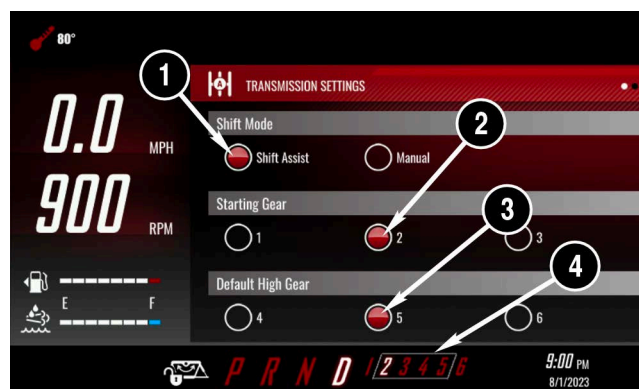 80°
1
TRANSMISSION SETTINGS
Shift Mode
2
0.0 MPH
Shift Assist Manual
Starting Gear
3
900 RPM
1 2 3
Default High Gear
4
E F
4 5 6
P R N D 1 2 3 4 5 6
9:00 PM
8/1/2023